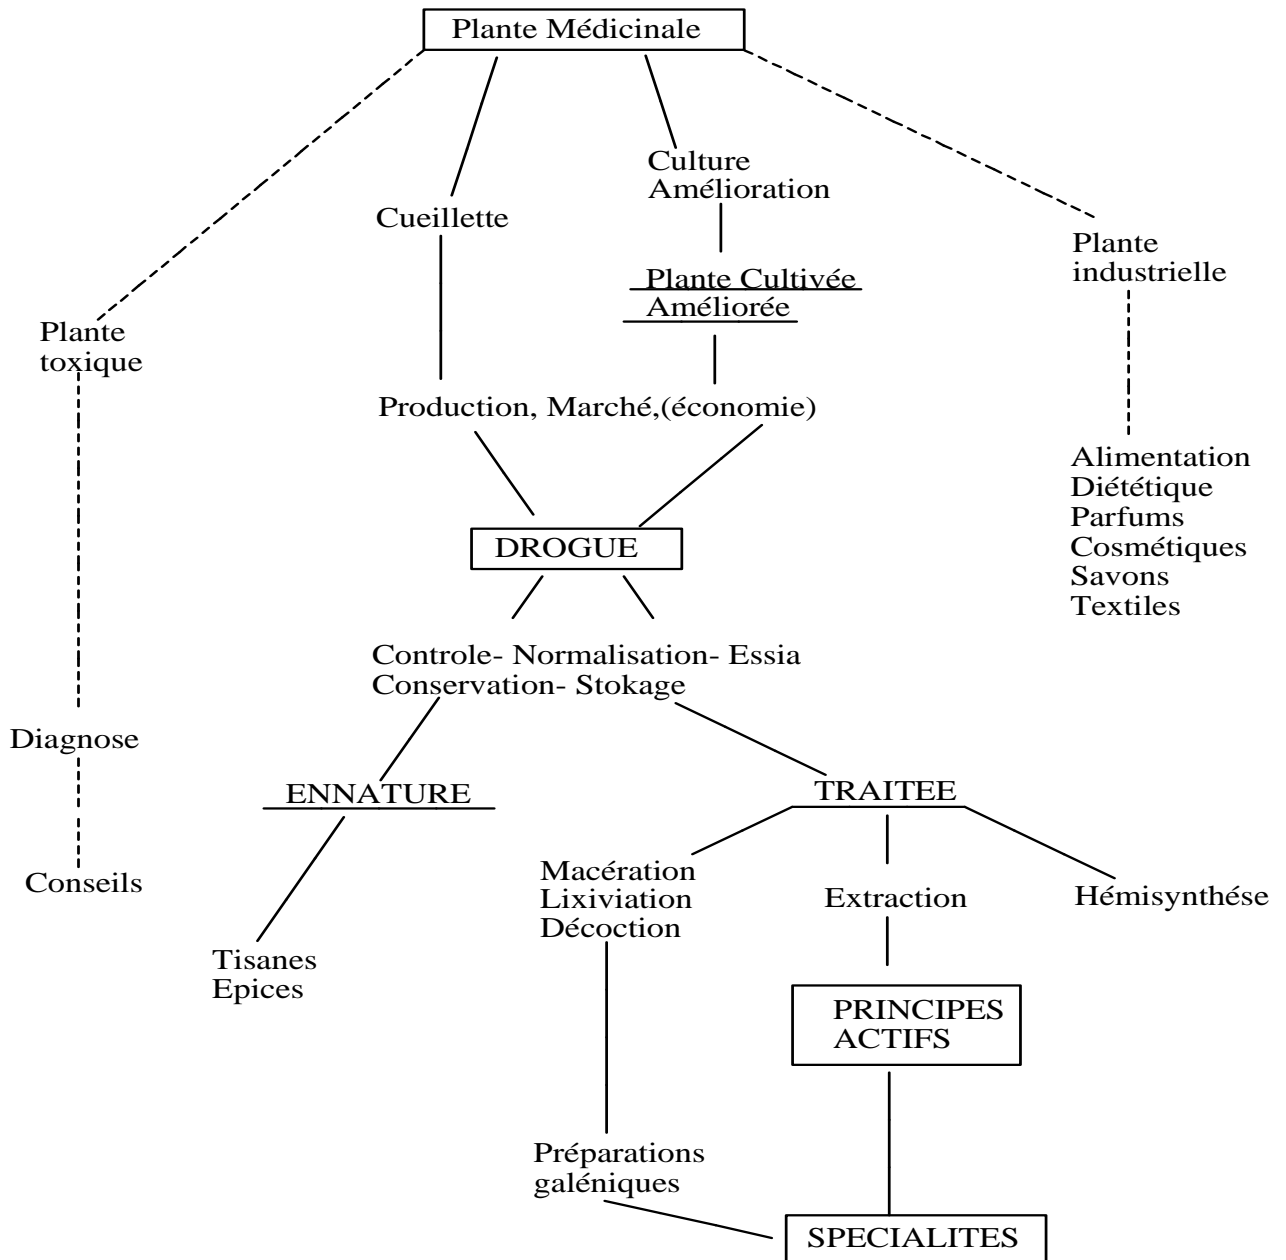 Plante Médicinale
Culture
Amélioration
Cueillette
Plante
industrielle
Plante Cultivée
Améliorée
Plante
toxique
Production, Marché,(économie)
Alimentation
Diététique
Parfums
Cosmétiques
Savons
Textiles
DROGUE
Controle- Normalisation- Essia
Conservation- Stokage
Diagnose
ENNATURE
TRAITEE
Conseils
Macération
Lixiviation
Décoction
Extraction
Hémisynthése
Tisanes
Epices
PRINCIPES
ACTIFS
Préparations
galéniques
SPECIALITES